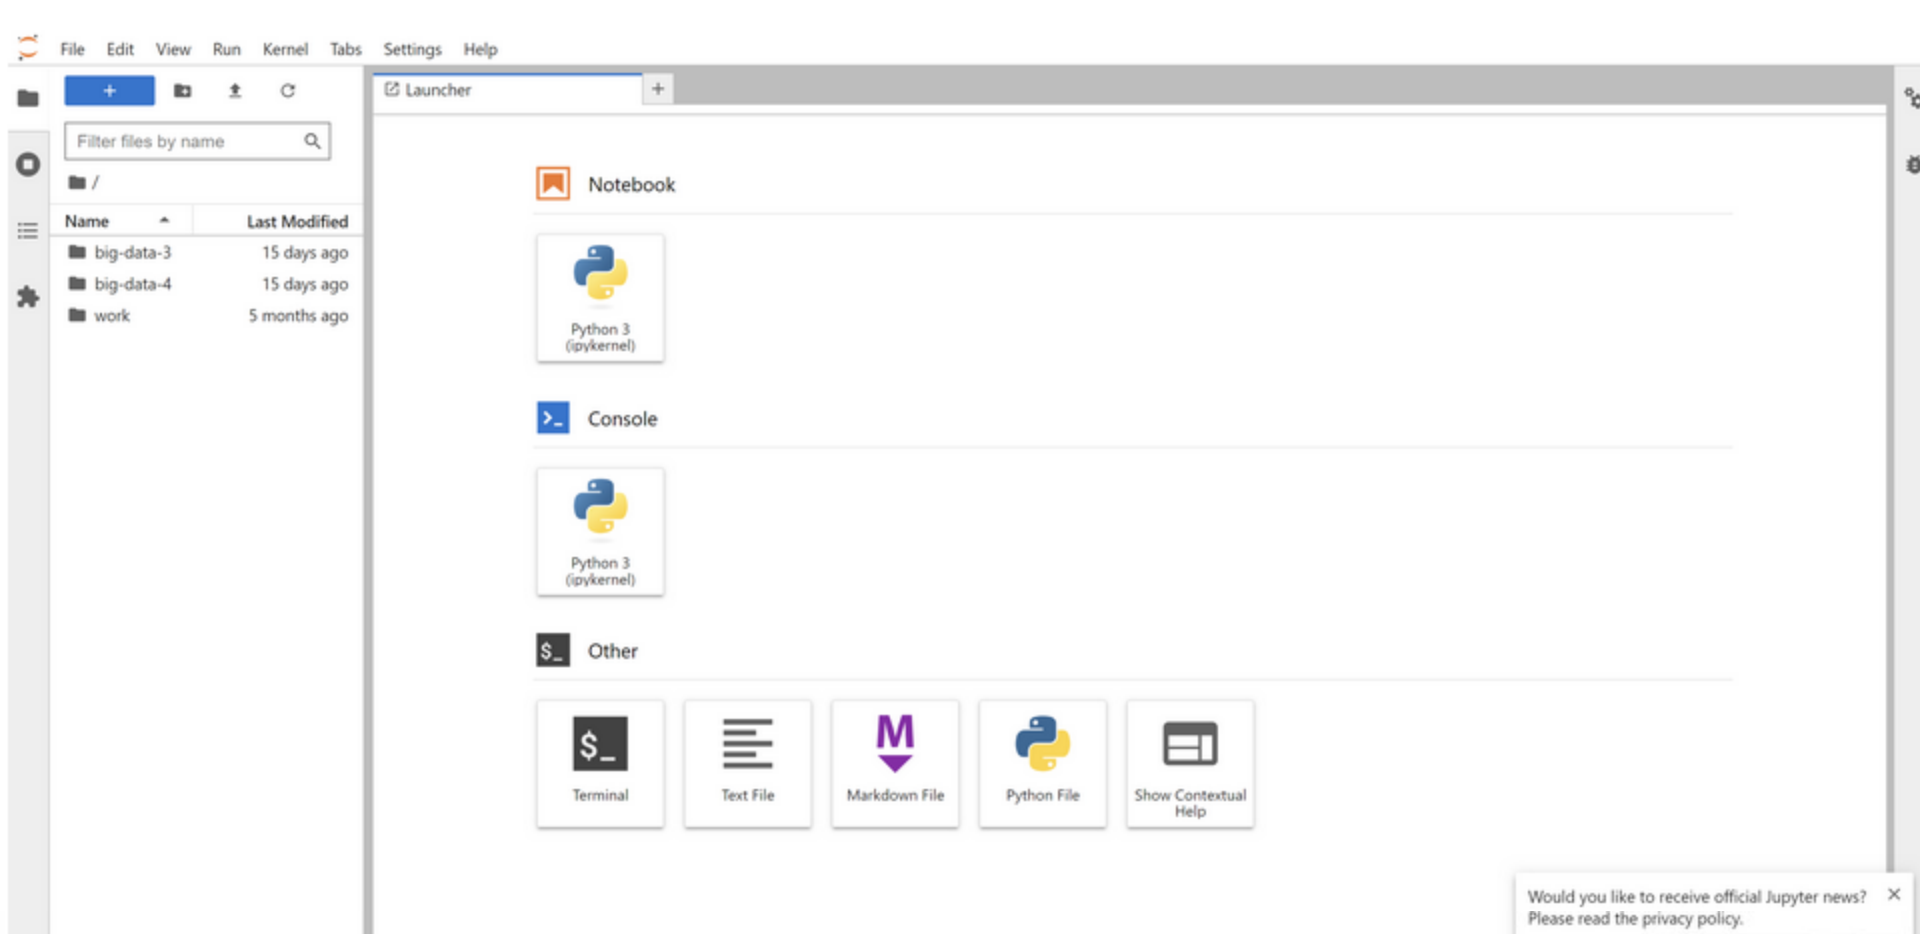 File Edit View Run Kernel Tabs Settings Help
+
Launcher
+
Filter files by name
/
Name Last Modified
big-data-3 15 days ago
big-data-4 15 days ago
work 5 months ago
Notebook
Python 3
(ipykernel)
>_ Console
Python 3
(ipykernel)
$_ Other
$_
M
Terminal
Text File
Markdown File
Python File
Show Contextual
Help
Would you like to receive official Jupyter news?
Please read the privacy policy.